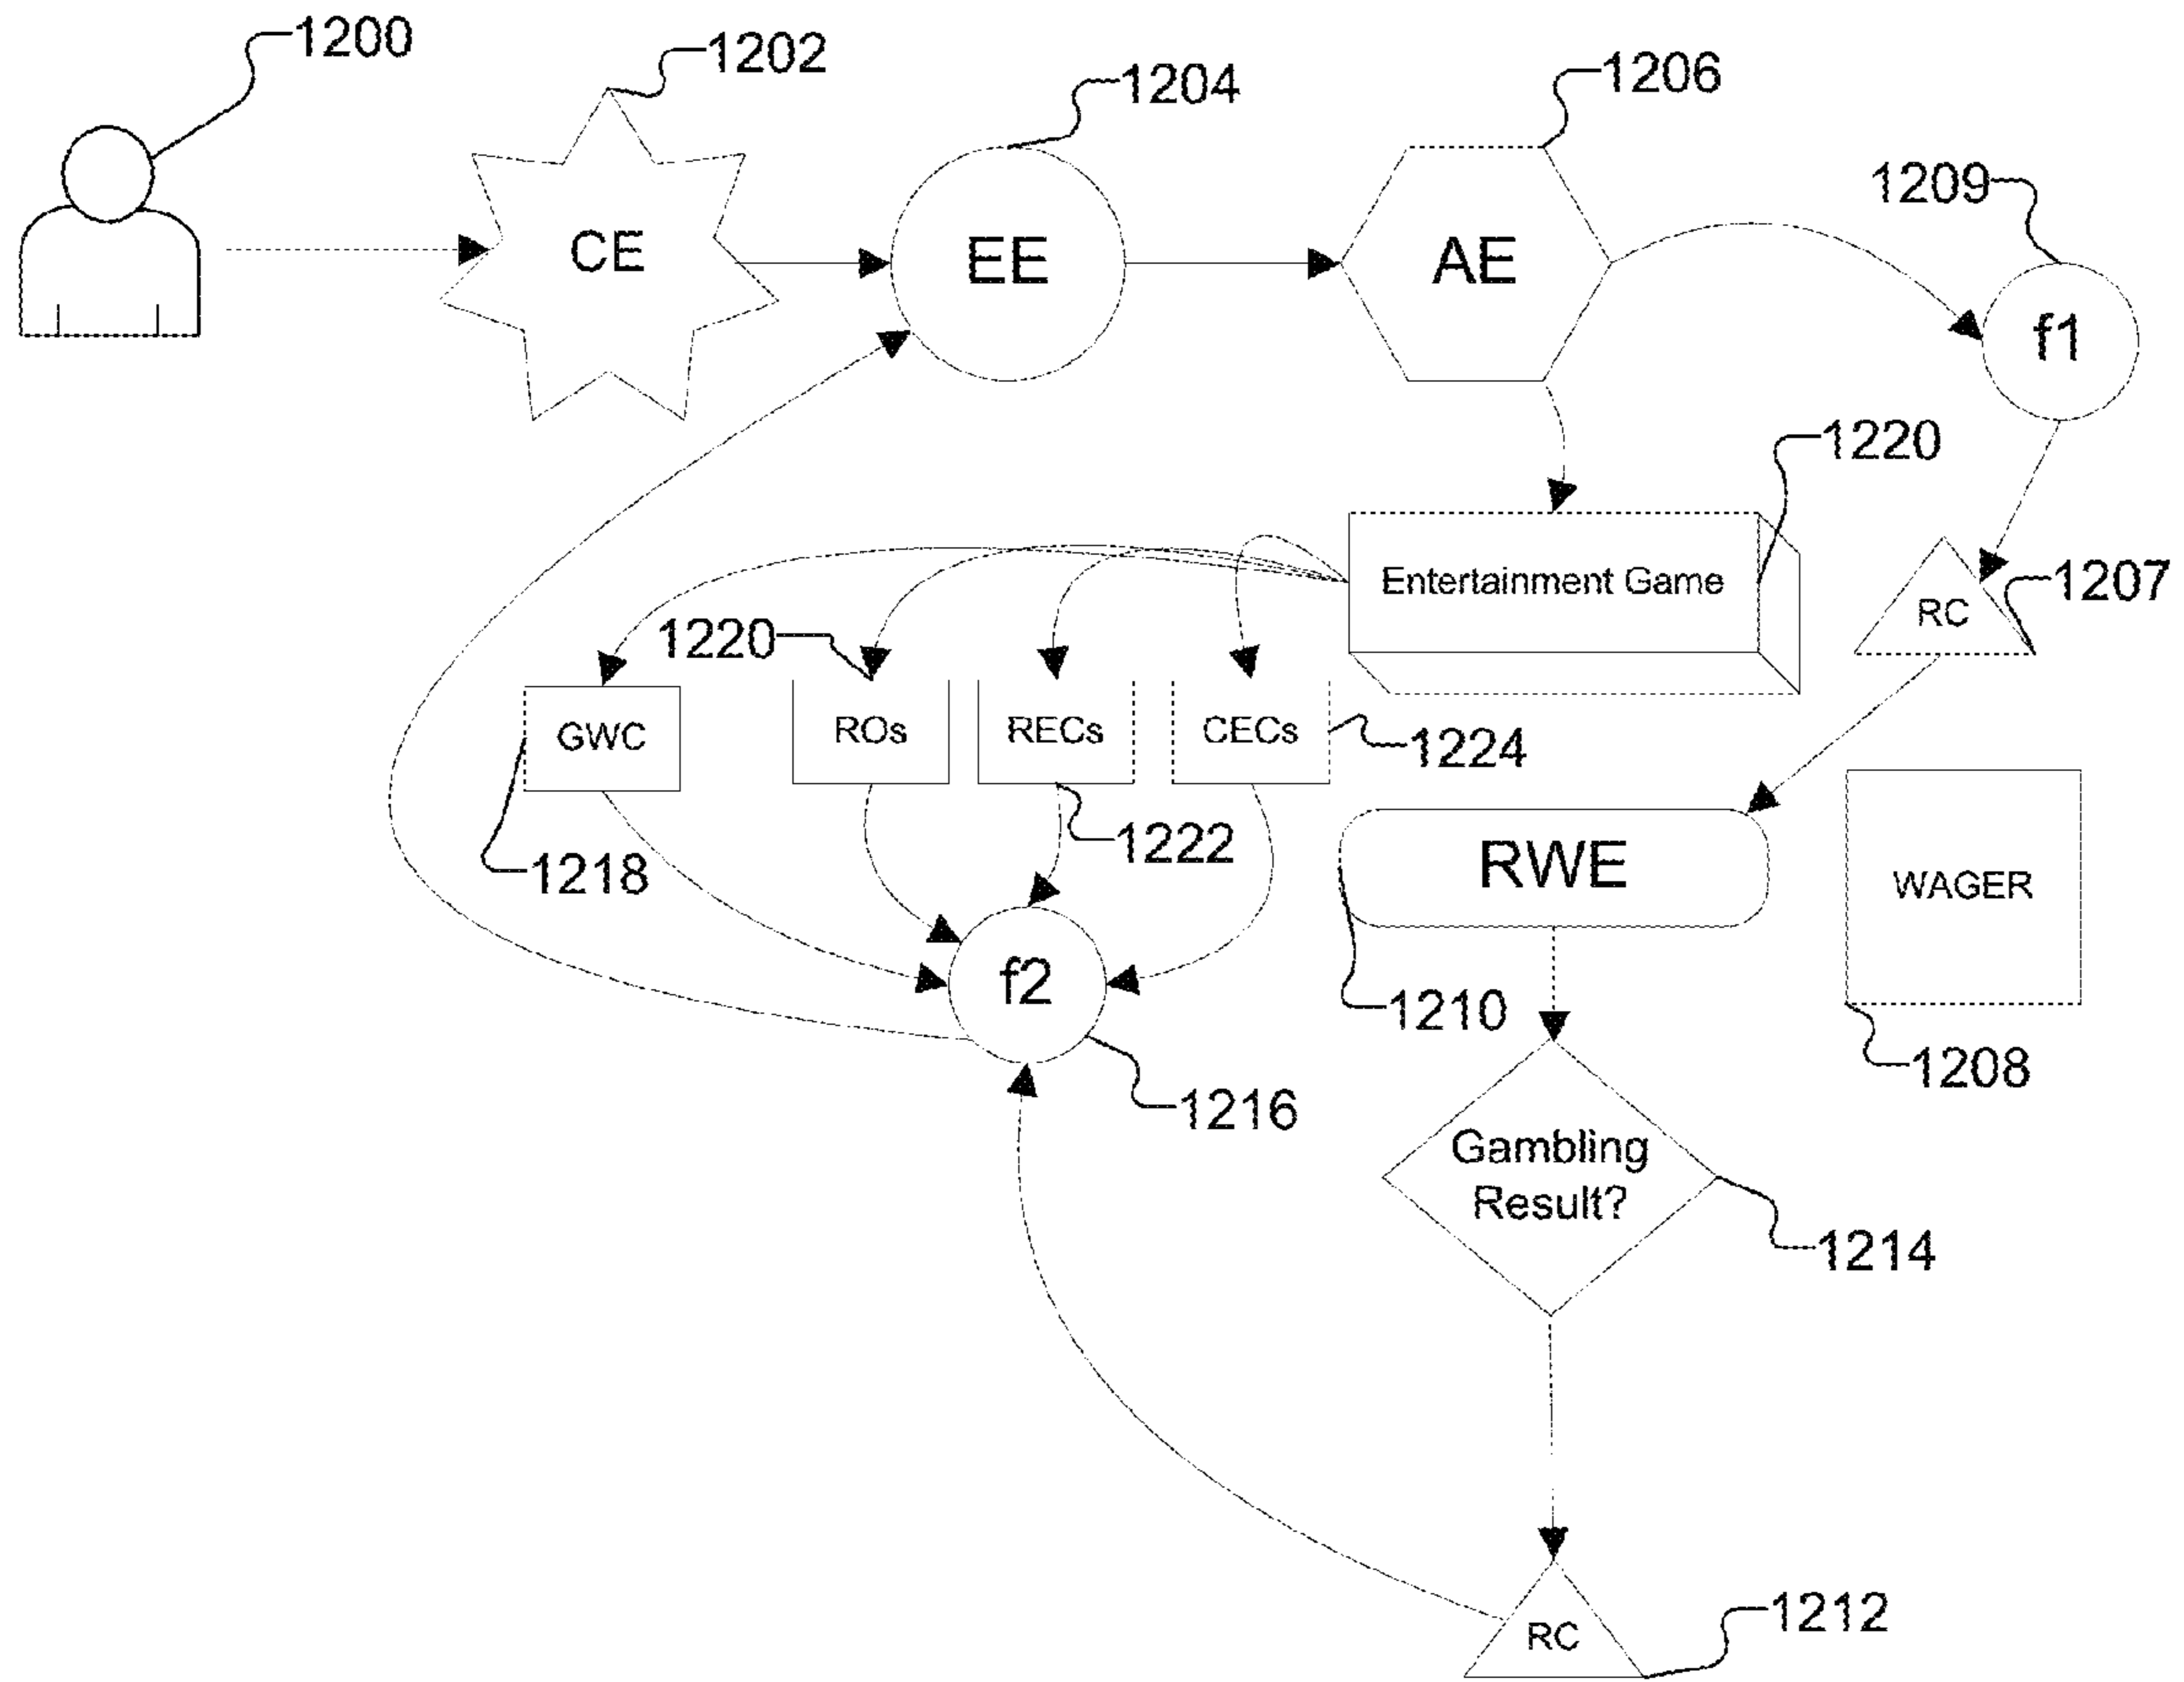 1200
1202
1204
1206
1209
CE
EE
AE
f1
1220
Entertainment Game
1207
RC
1220
GWC
ROs
RECs
CECs
1224
1222
1218
RWE
WAGER
f2
1210
1208
1216
Gambling
Result?
1214
1212
RC